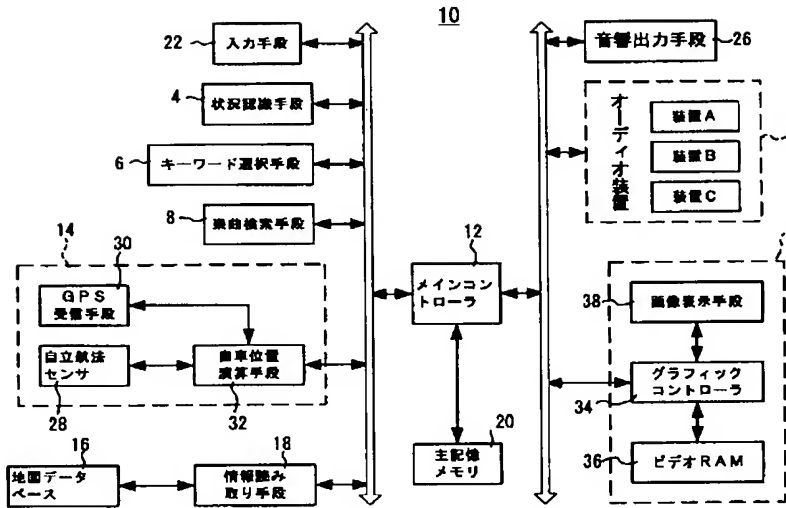 10
22
入力手段
4
状況認識手段
6
キーワード選択手段
8
楽曲検索手段
14
30
GPS
受信手段
自立航法
センサ
28
自車位置
演算手段
32
16
地図データ
ベース
18
情報読み
取り手段
12
メインコン
トローラ
20
主記憶
メモリ
音響出力手段
26
オーディオ装置
装置A
装置B
装置C
38
画像表示手段
34
グラフィック
コントローラ
36
ビデオRAM